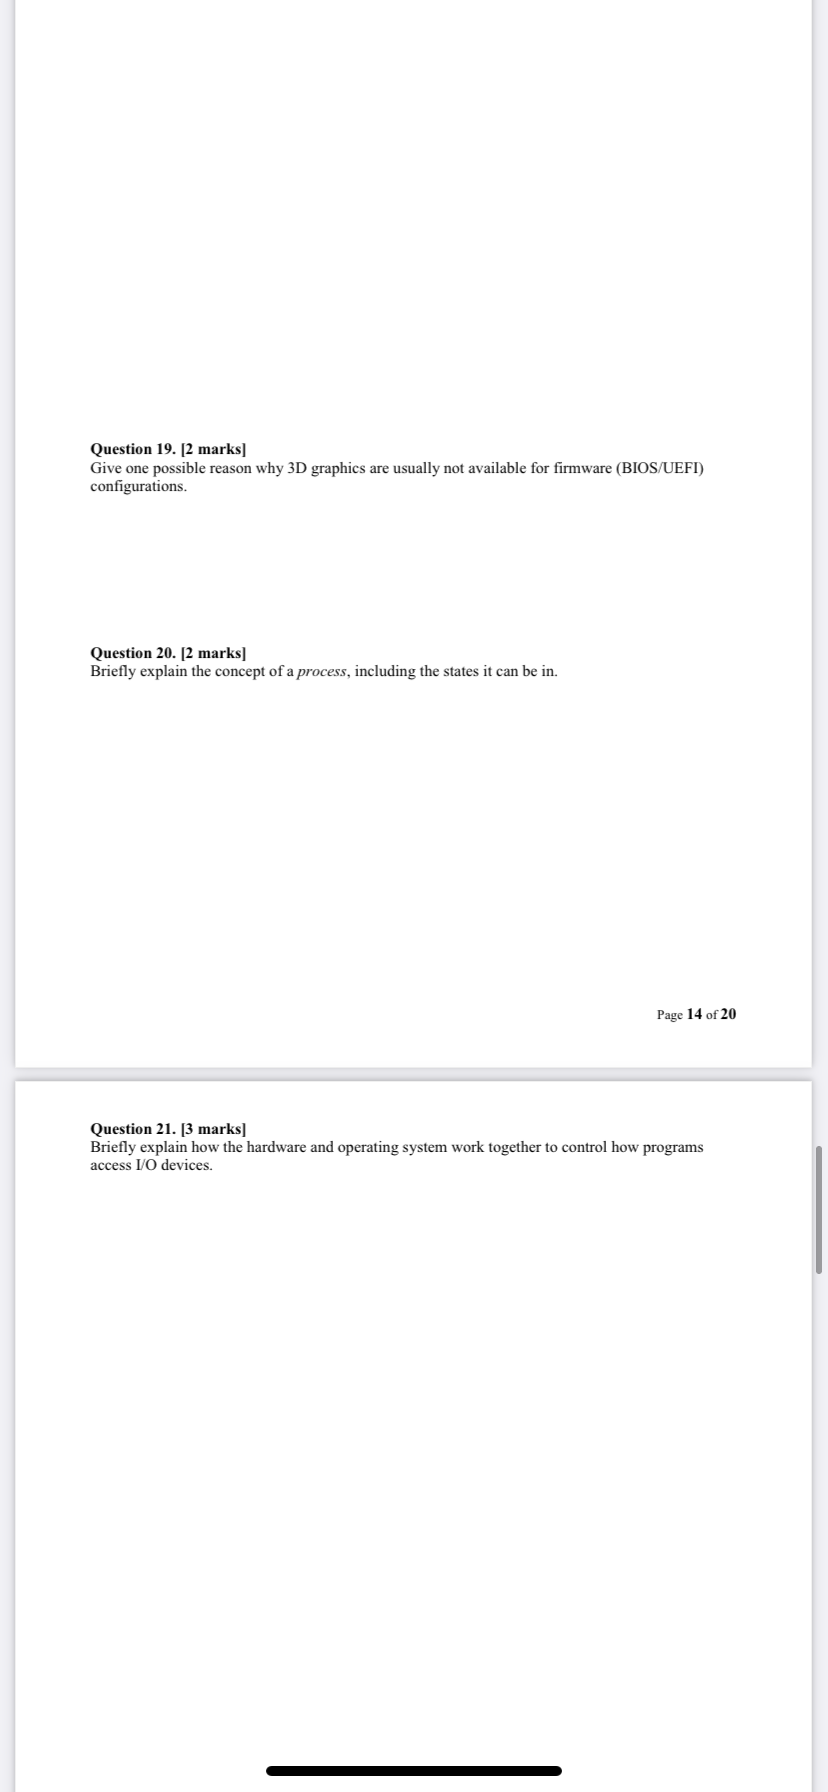 Question 19. [2 marks]
Give one possible reason why 3D graphics are usually not available for firmware (BIOS/UEFI)
configurations.
Question 20. [2 marks]
Briefly explain the concept of a process, including the states it can be in.
Page 14 of 20
Question 21. [3 marks]
Briefly explain how the hardware and operating system work together to control how programs
access I/O devices.